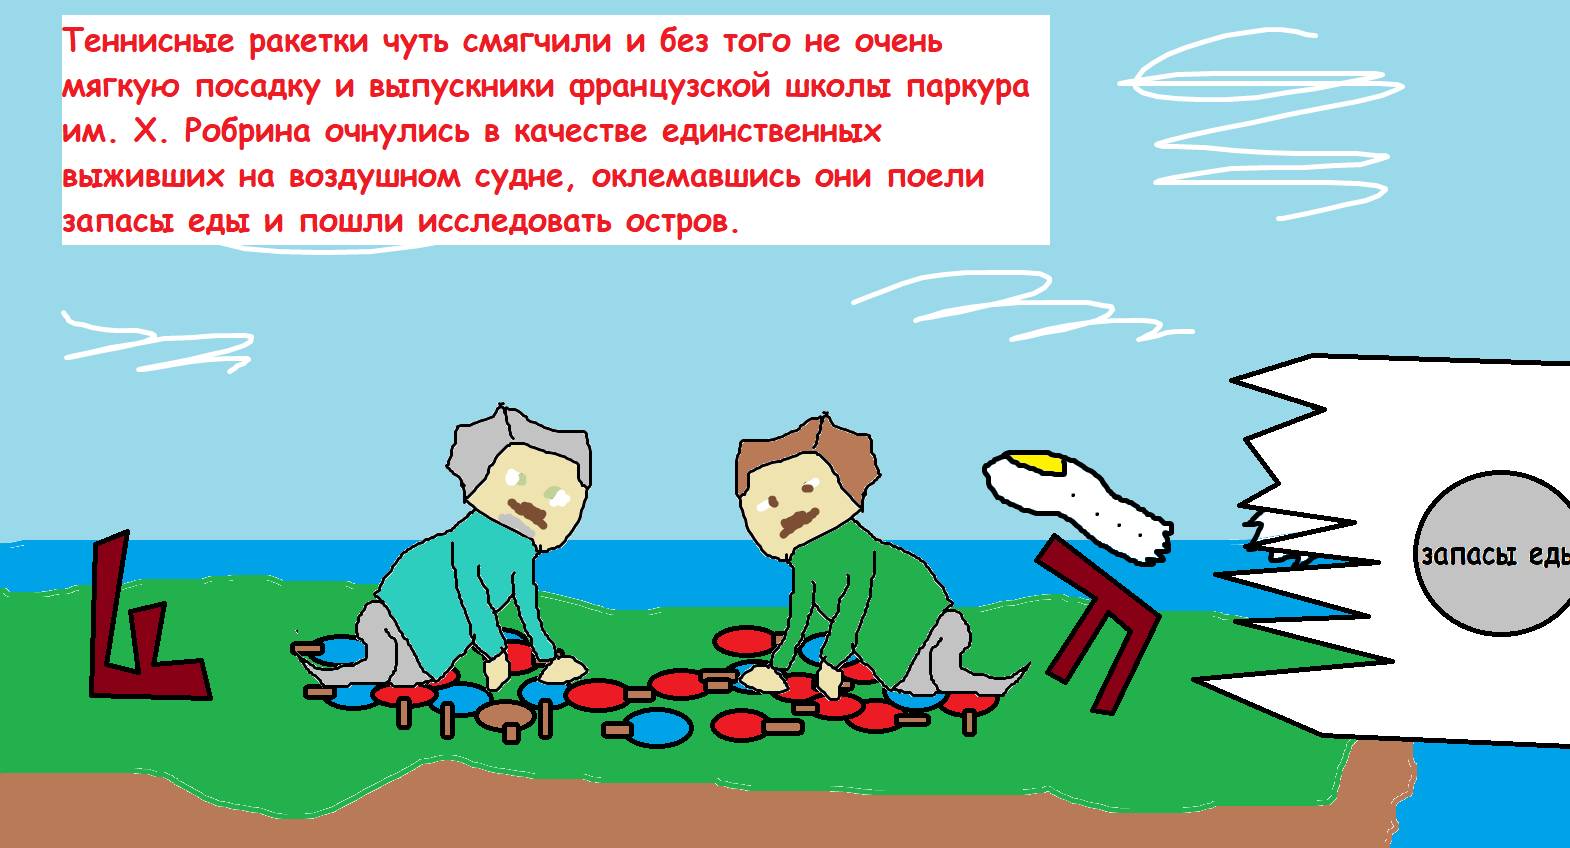 Теннисные ракетки чуть смягчили и без того не очень
мягкую посадку и выпускники французской школы паркура
им. Х. Робрина очнулись в качестве единственных
выживших на воздушном судне, оклемавшись они поели
запасы еды и пошли исследовать остров.
запасы еды